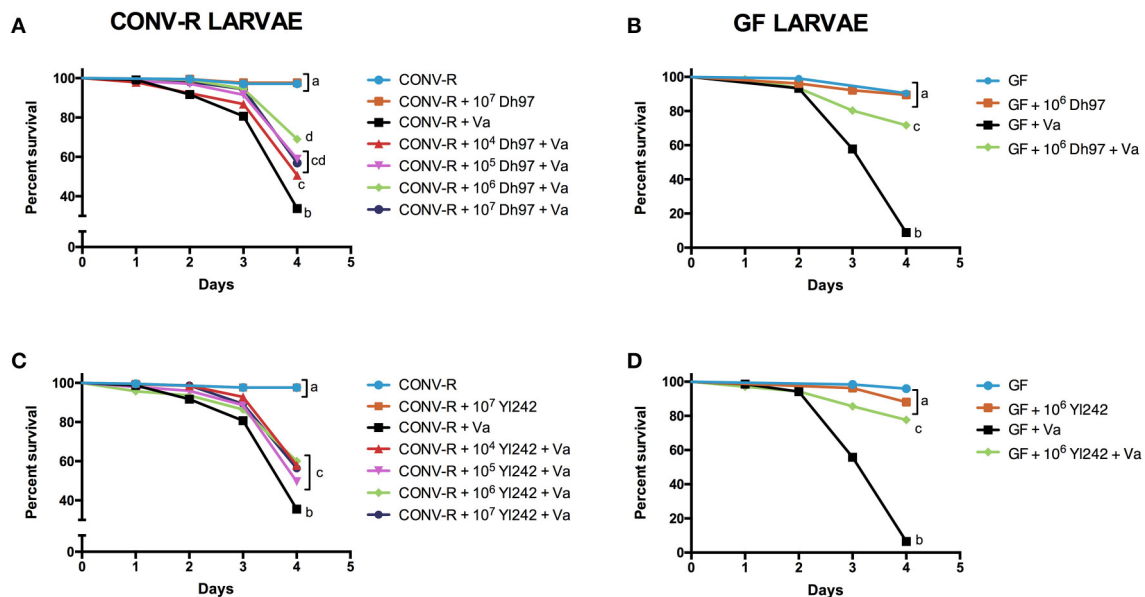 CONV-R LARVAE
GF LARVAE
A
Percent survival
100
80
60
40
0
0 1 2 3 4 5
Days
a
d
cd
c
b
CONV-R
CONV-R + 10⁷ Dh97
CONV-R + Va
CONV-R + 10⁴ Dh97 + Va
CONV-R + 10⁵ Dh97 + Va
CONV-R + 10⁶ Dh97 + Va
CONV-R + 10⁷ Dh97 + Va
B
Percent survival
100
80
60
40
20
0
0 1 2 3 4 5
Days
a
c
b
GF
GF + 10⁶ Dh97
GF + Va
GF + 10⁶ Dh97 + Va
C
Percent survival
100
80
60
40
0
0 1 2 3 4 5
Days
a
c
b
CONV-R
CONV-R + 10⁷ Yl242
CONV-R + Va
CONV-R + 10⁴ Yl242 + Va
CONV-R + 10⁵ Yl242 + Va
CONV-R + 10⁶ Yl242 + Va
CONV-R + 10⁷ Yl242 + Va
D
Percent survival
100
80
60
40
20
0
0 1 2 3 4 5
Days
a
c
b
GF
GF + 10⁶ Yl242
GF + Va
GF + 10⁶ Yl242 + Va